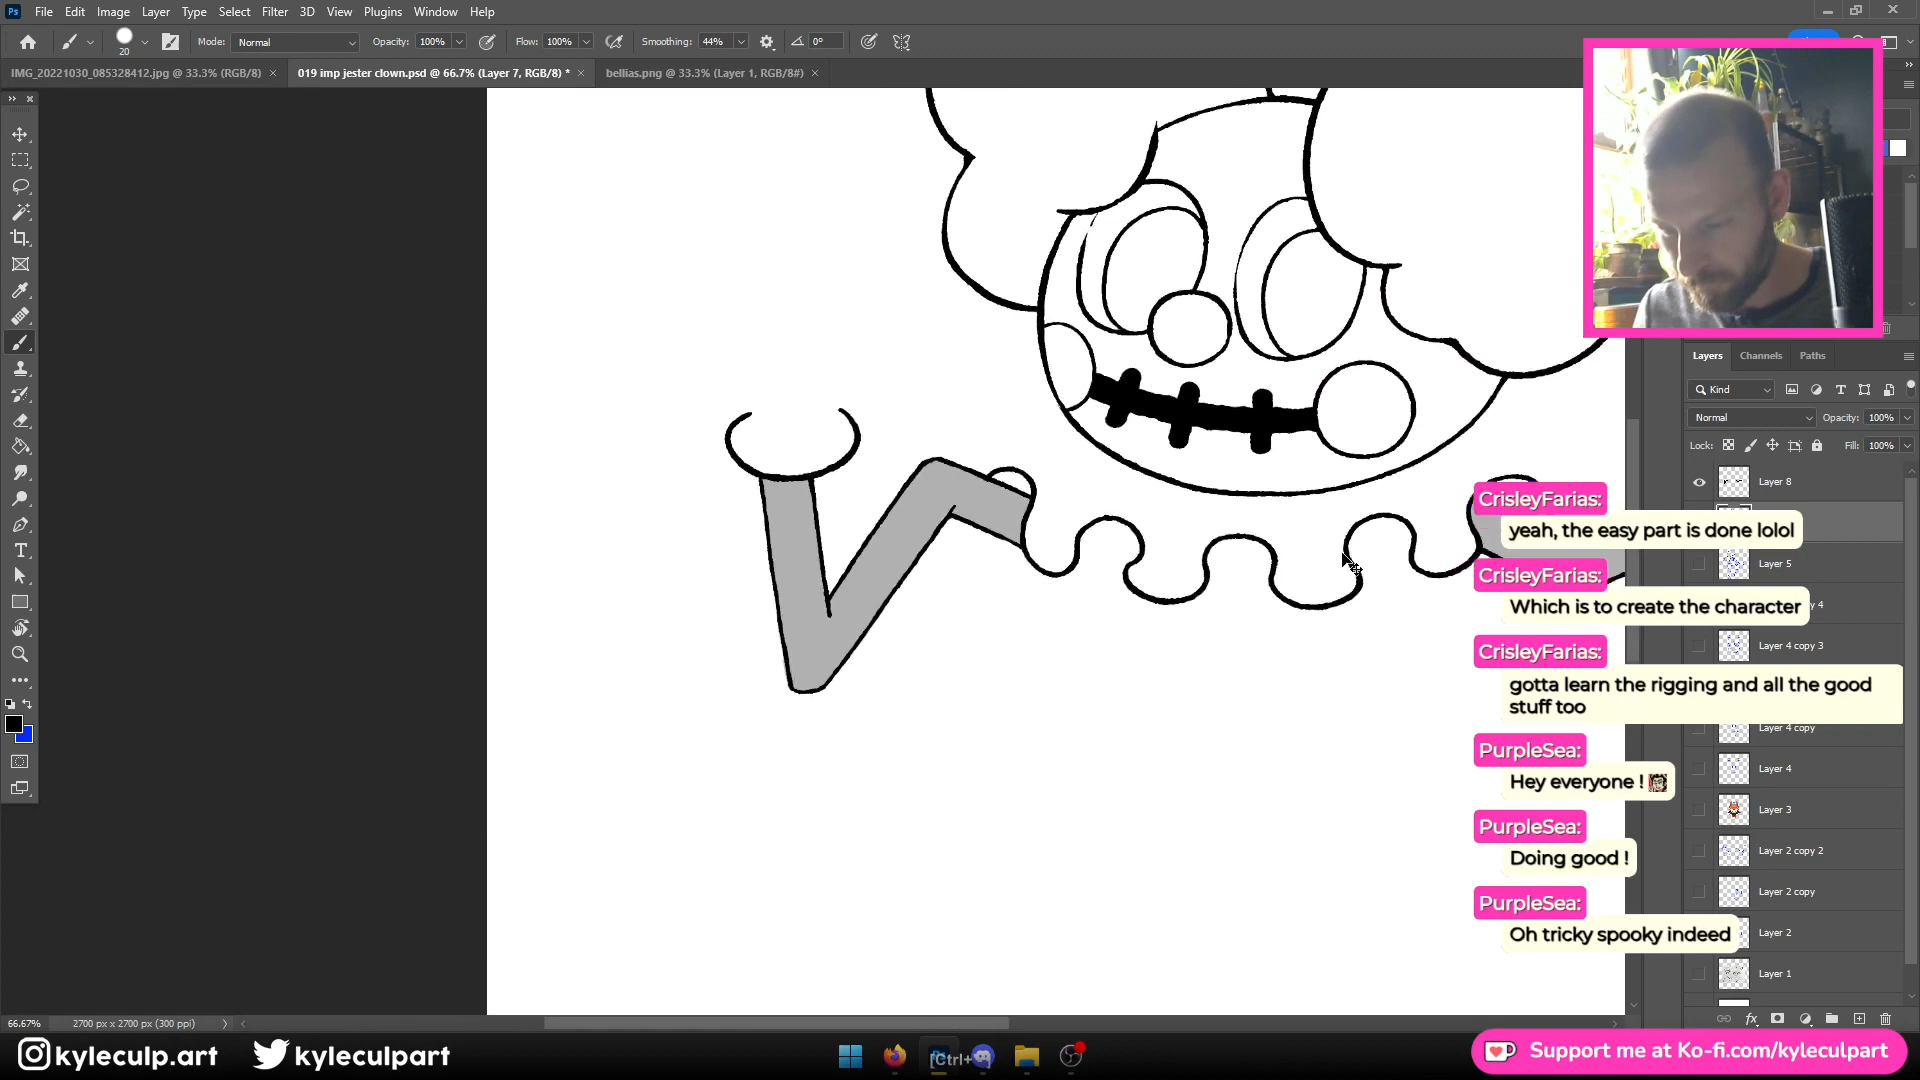 Ps File Edit Image Layer Type Select Filter 3D View Plugins Window Help
20 Mode: Normal Opacity: 100% Flow: 100% Smoothing: 44% 0°
IMG_20221030_085328412.jpg @ 33.3% (RGB/8) × 019 imp jester clown.psd @ 66.7% (Layer 7, RGB/8) * × bellias.png @ 33.3% (Layer 1, RGB/8#) ×
Layers Channels Paths
Kind
Normal Opacity: 100%
Lock: Fill: 100%
Layer 8
CrisleyFarias:
yeah, the easy part is done lolol
Layer 5
CrisleyFarias:
Which is to create the character
y 4
Layer 4 copy 3
CrisleyFarias:
gotta learn the rigging and all the good
stuff too
Layer 4 copy
PurpleSea:
Layer 4
Hey everyone !
Layer 3
PurpleSea:
Layer 2 copy 2
Doing good !
Layer 2 copy
PurpleSea:
Oh tricky spooky indeed
Layer 2
Layer 1
66.67% 2700 px x 2700 px (300 ppi)
kyleculp.art kyleculpart
[Ctrl+
Support me at Ko-fi.com/kyleculpart